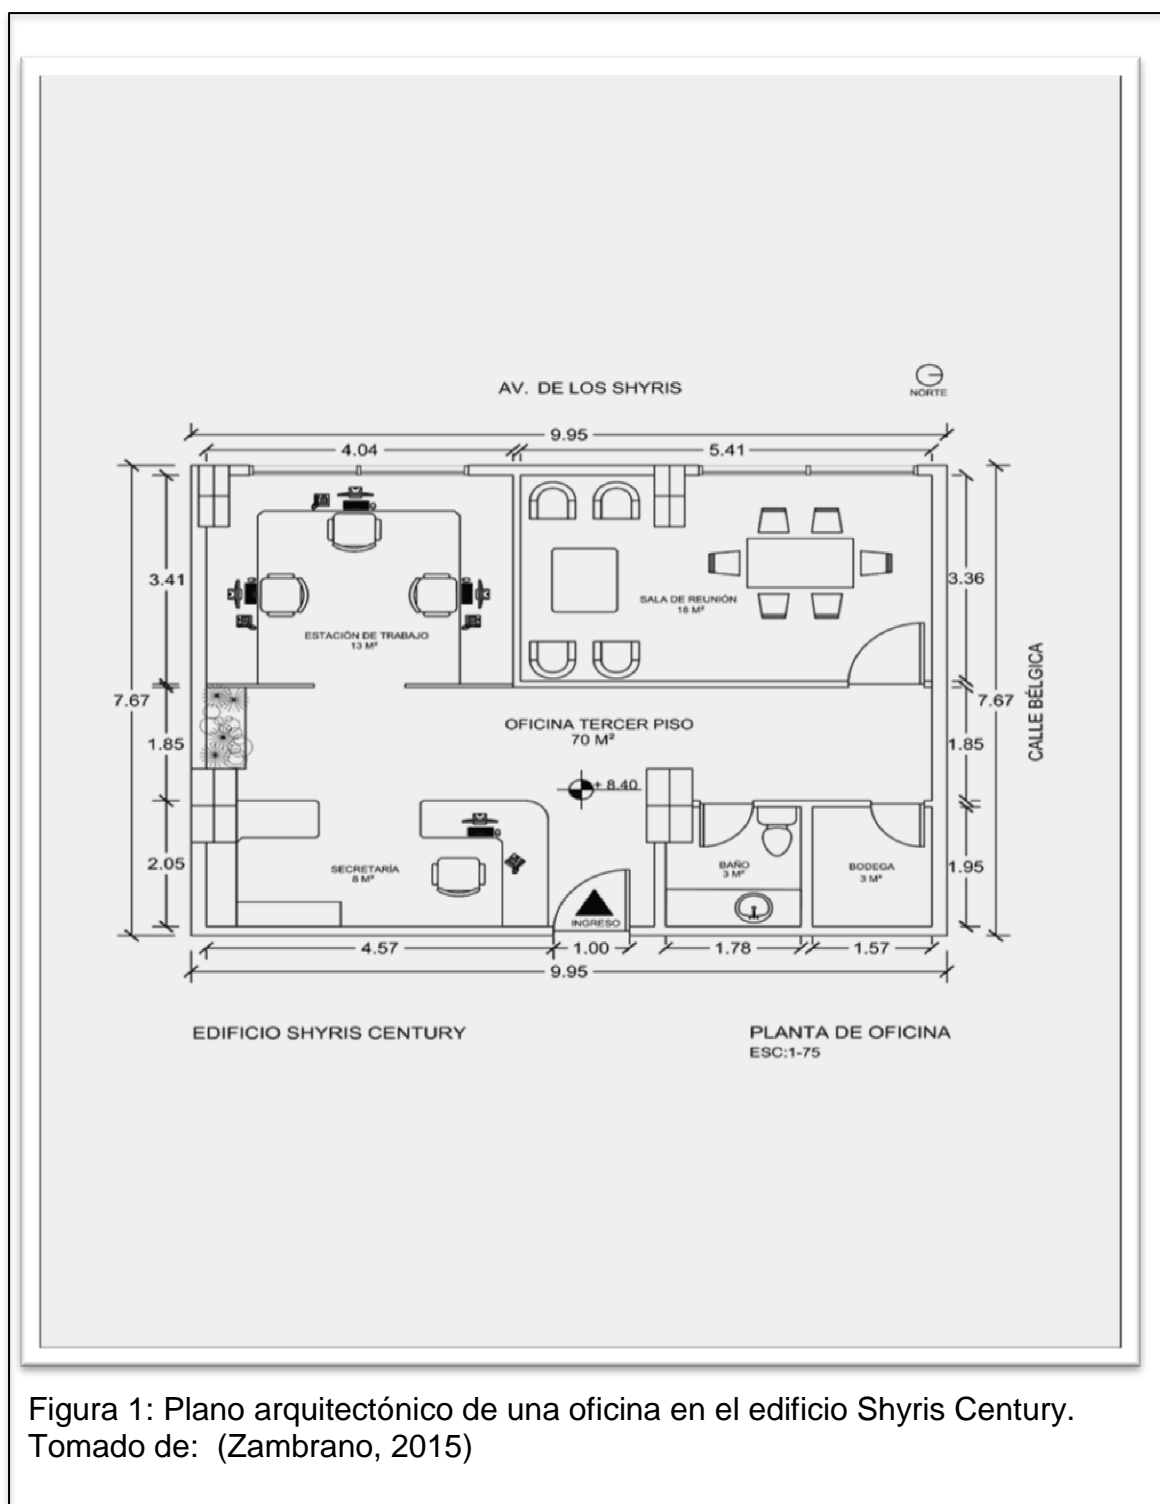 AV. DE LOS SHYRIS
NORTE
9.95
4.04
5.41
3.41
3.36
SALA DE REUNIÓN
18 M²
ESTACIÓN DE TRABAJO
13 M²
CALLE BÉLGICA
7.67
7.67
OFICINA TERCER PISO
70 M²
1.85
1.85
+ 8.40
2.05
SECRETARÍA
8 M²
BAÑO
3 M²
BODEGA
3 M²
1.95
INGRESO
4.57
1.00
1.78
1.57
9.95
EDIFICIO SHYRIS CENTURY
PLANTA DE OFICINA
ESC:1-75
Figura 1: Plano arquitectónico de una oficina en el edificio Shyris Century.
Tomado de: (Zambrano, 2015)